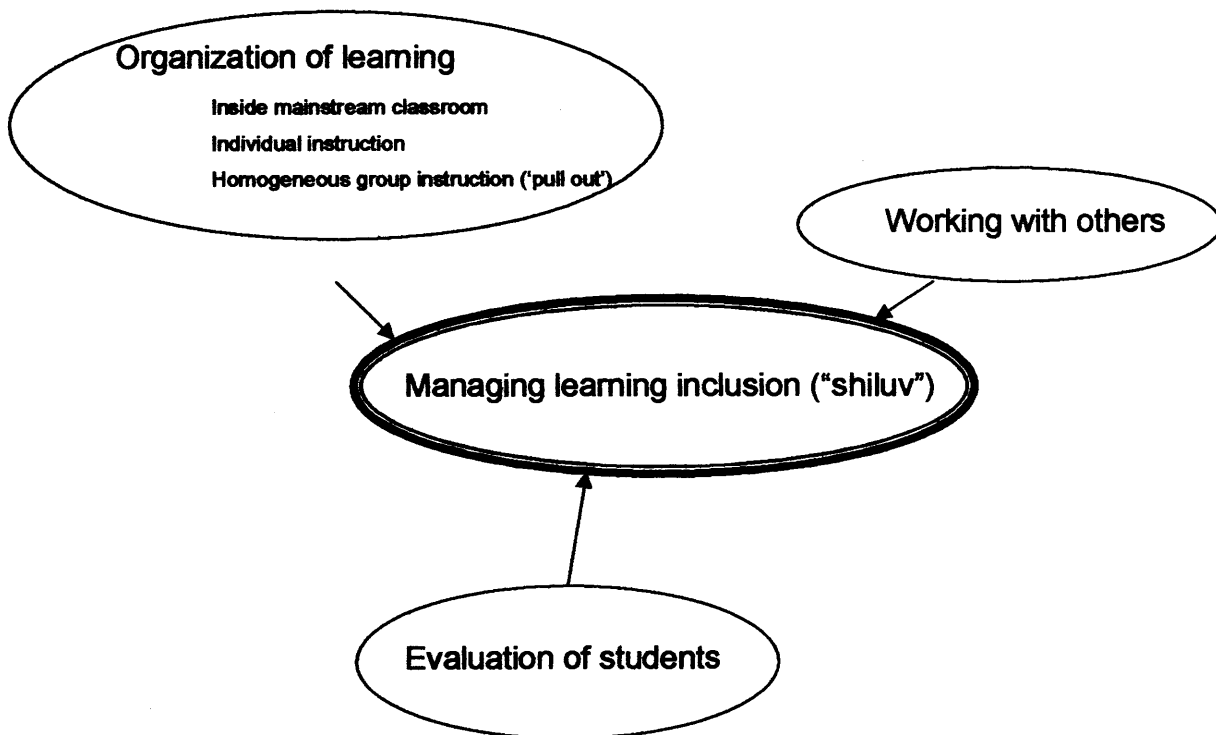 Organization of learning
Inside mainstream classroom
Individual instruction
Homogeneous group instruction ('pull out')
Working with others
Managing learning inclusion (“shiluv”)
Evaluation of students